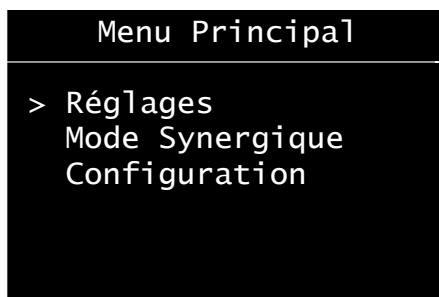 Menu Principal
> Réglages
Mode Synergique
Configuration